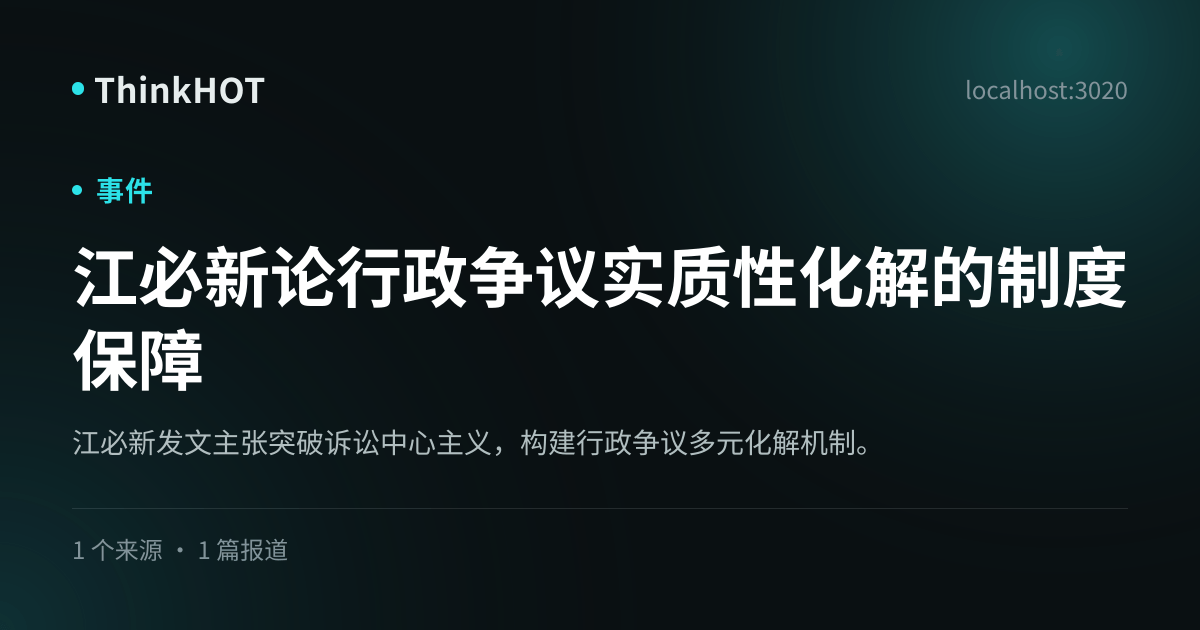 ThinkHOT
localhost:3020
事件
江必新论行政争议实质性化解的制度
保障
江必新发文主张突破诉讼中心主义，构建行政争议多元化解机制。
1 个来源 · 1 篇报道